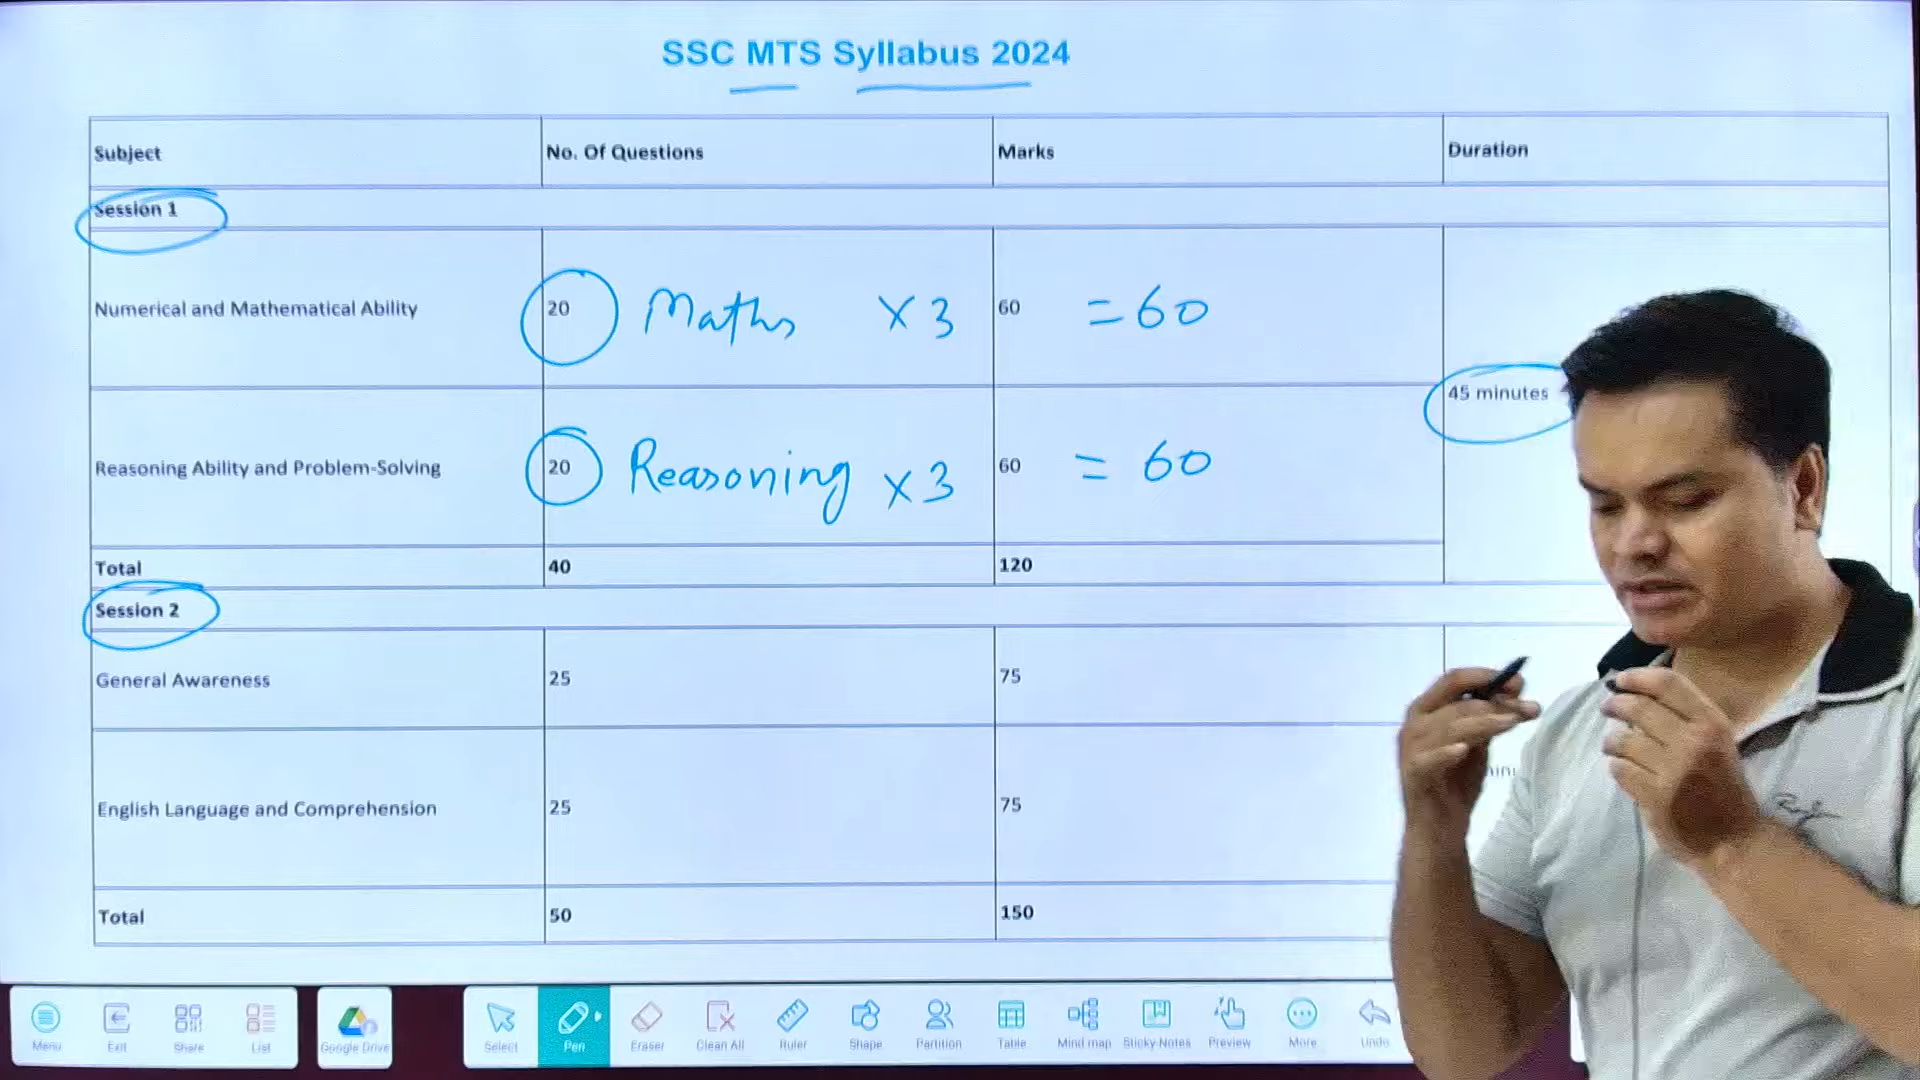 SSC MTS Syllabus 2024
Subject No. Of Questions Marks Duration
Session 1
Numerical and Mathematical Ability 20 Maths X 3 60 = 60
45 minutes
Reasoning Ability and Problem-Solving 20 Reasoning X 3 60 = 60
Total 40 120
Session 2
General Awareness 25 75
English Language and Comprehension 25 75
Total 50 150
Menu Exit Share List Google Drive Select Pen Eraser Clean All Ruler Shape Partition Table Mind map Sticky Notes Preview More Undo